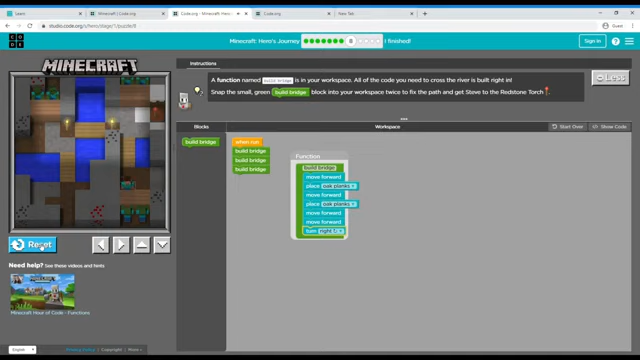 Learn
Minecraft | Code.org
Code.org - Minecraft: Hero's
Code.org
New Tab
studio.code.org/s/hero/stage/1/puzzle/8
Guest
C O
D E
Minecraft: Hero's Journey
8
I finished!
Sign in
?
MINECRAFT
Instructions
A function named build bridge is in your workspace. All of the code you need to cross the river is built right in!
Snap the small, green build bridge block into your workspace twice to fix the path and get Steve to the Redstone Torch .
Less
Blocks
Workspace
Start Over
Show Code
build bridge
when run
build bridge
build bridge
build bridge
Function
build bridge
move forward
place oak planks
move forward
place oak planks
move forward
move forward
turn right
Reset
Need help? See these videos and hints
Minecraft Hour of Code - Functions
English
Privacy Policy | Copyright | More